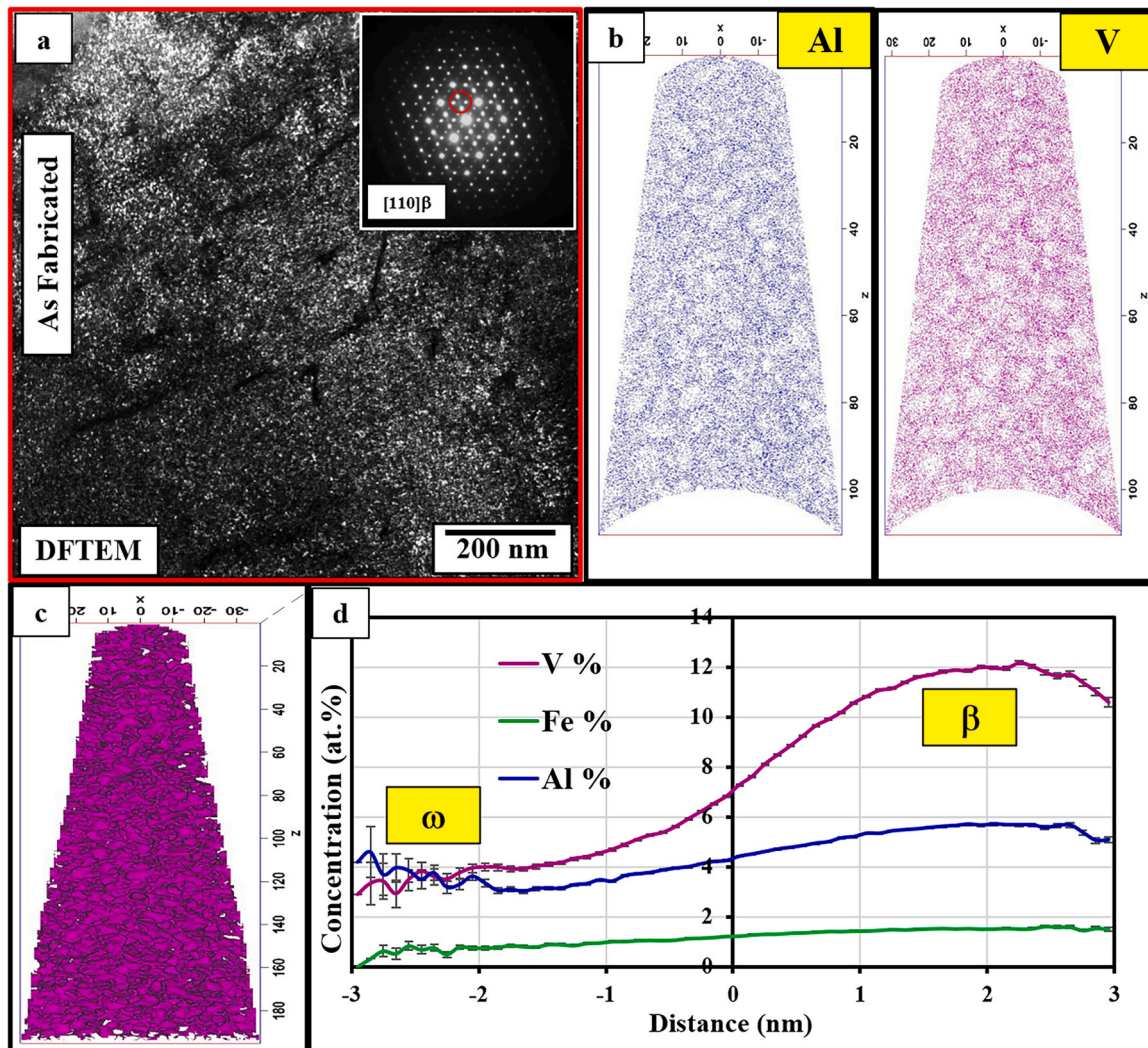 a
As Fabricated
[110]β
DFTEM
200 nm
b
Al
2 10 0 -10
x
20
40
60
80
100
z
V
30 20 10 0 -10
x
20
40
60
80
100
z
c
20 10 0 -10 -20 -30
x
20
40
60
80
100
120
140
160
180
z
d
14
12
10
8
6
4
2
0
V %
Fe %
Al %
ω
β
Concentration (at.%)
-3 -2 -1 0 1 2 3
Distance (nm)